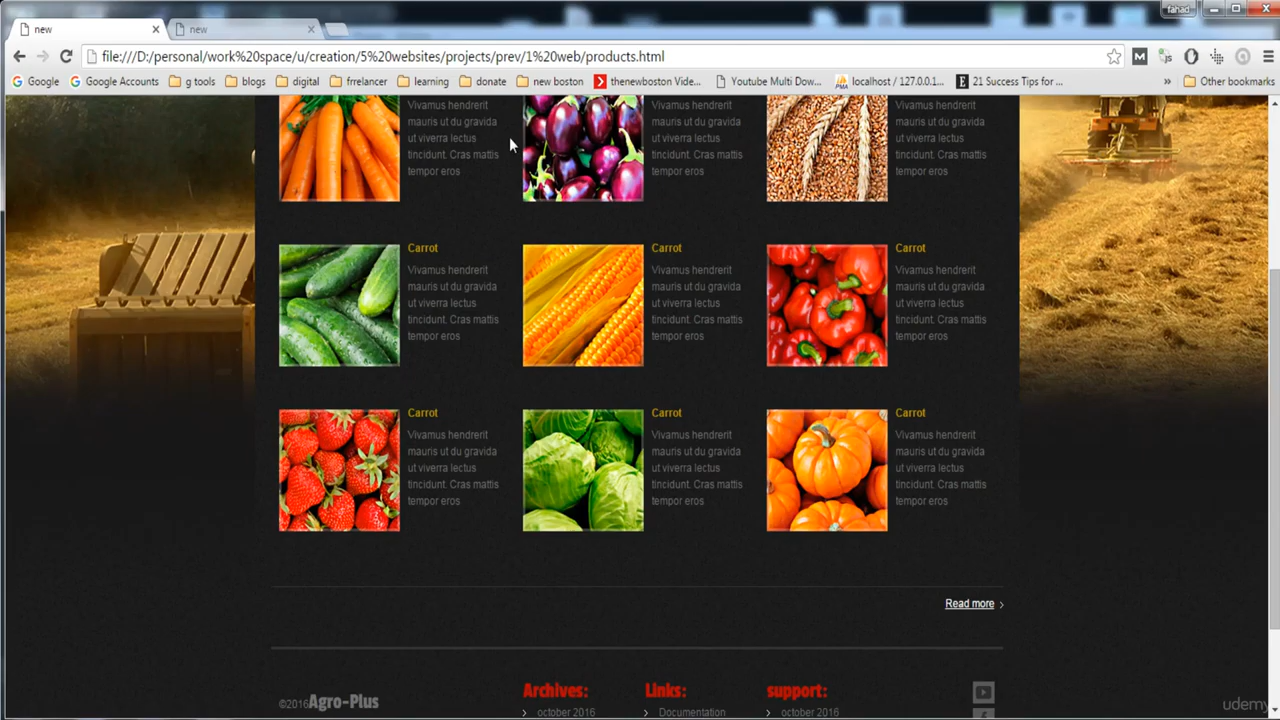 fahad
new
new
file:///D:/personal/work%20space/u/creation/5%20websites/projects/prev/1%20web/products.html
Google
Google Accounts
g tools
blogs
digital
frrelancer
learning
donate
new boston
thenewboston Vide...
Youtube Multi Dow...
localhost / 127.0.0.1...
21 Success Tips for ...
»
Other bookmarks
Vivamus hendrerit
mauris ut du gravida
ut viverra lectus
tincidunt. Cras mattis
tempor eros
Vivamus hendrerit
mauris ut du gravida
ut viverra lectus
tincidunt. Cras mattis
tempor eros
Vivamus hendrerit
mauris ut du gravida
ut viverra lectus
tincidunt. Cras mattis
tempor eros
Carrot
Vivamus hendrerit
mauris ut du gravida
ut viverra lectus
tincidunt. Cras mattis
tempor eros
Carrot
Vivamus hendrerit
mauris ut du gravida
ut viverra lectus
tincidunt. Cras mattis
tempor eros
Carrot
Vivamus hendrerit
mauris ut du gravida
ut viverra lectus
tincidunt. Cras mattis
tempor eros
Carrot
Vivamus hendrerit
mauris ut du gravida
ut viverra lectus
tincidunt. Cras mattis
tempor eros
Carrot
Vivamus hendrerit
mauris ut du gravida
ut viverra lectus
tincidunt. Cras mattis
tempor eros
Carrot
Vivamus hendrerit
mauris ut du gravida
ut viverra lectus
tincidunt. Cras mattis
tempor eros
Read more
©2016Agro-Plus
Archives:
october 2016
Links:
Documentation
support:
october 2016
udemy